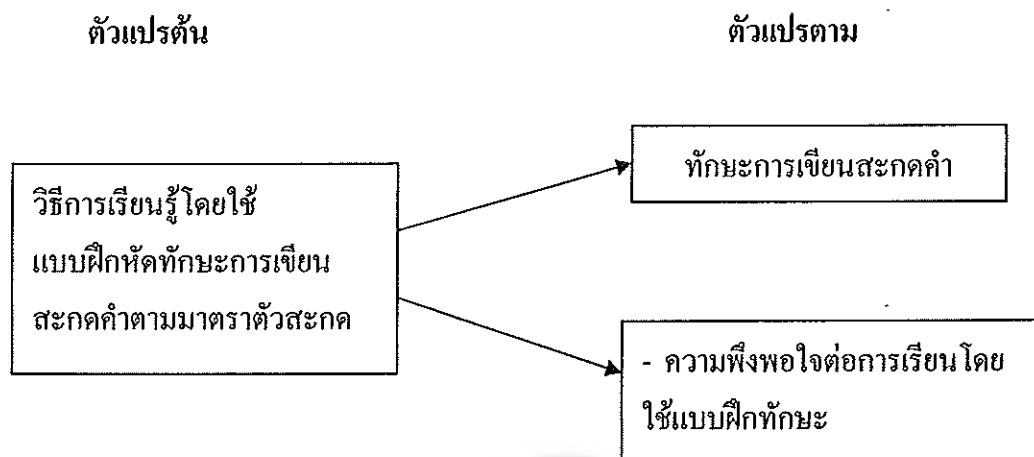 ตัวแปรต้น
ตัวแปรตาม
วิธีการเรียนรู้โดยใช้
แบบฝึกหัดทักษะการเขียน
สะกดคำตามมาตราตัวสะกด
ทักษะการเขียนสะกดคำ
- ความพึงพอใจต่อการเรียนโดย
ใช้แบบฝึกทักษะ